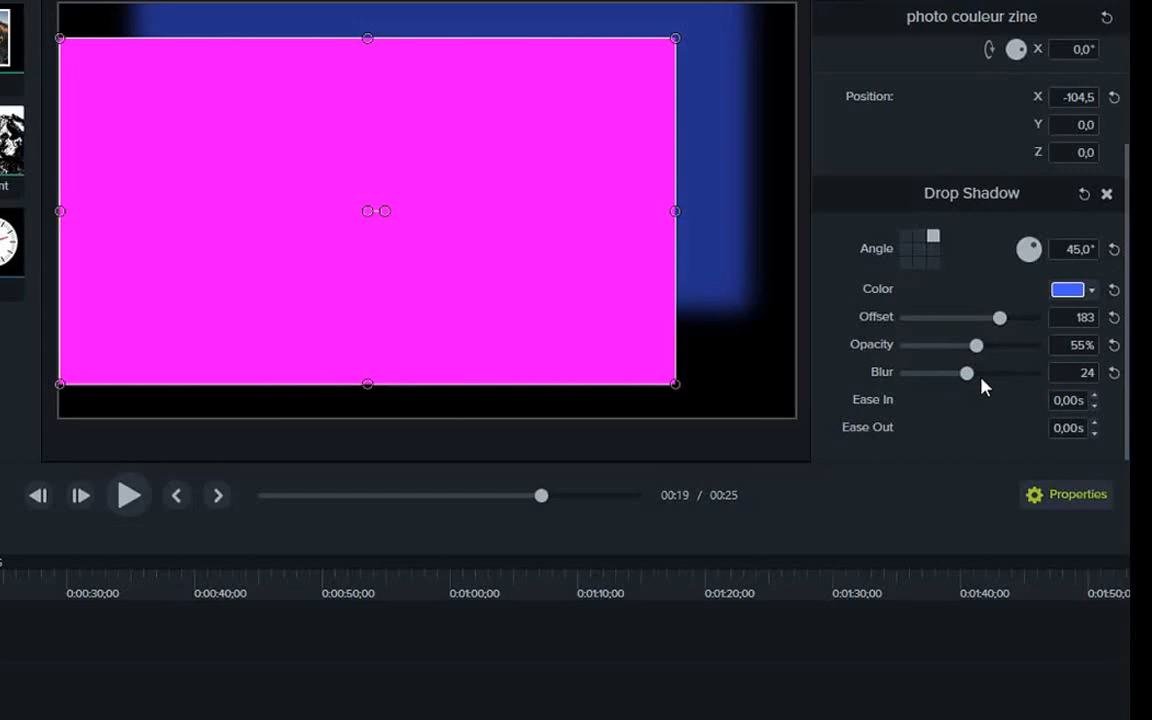 photo couleur zine
X 0,0°
Position: X -104,5
Y 0,0
Z 0,0
nt
Drop Shadow
Angle 45,0°
Color
Offset 183
Opacity 55%
Blur 24
Ease In 0,00s
Ease Out 0,00s
00:19 / 00:25
Properties
0:00:30;00 0:00:40;00 0:00:50;00 0:01:00;00 0:01:10;00 0:01:20;00 0:01:30;00 0:01:40;00 0:01:50;0